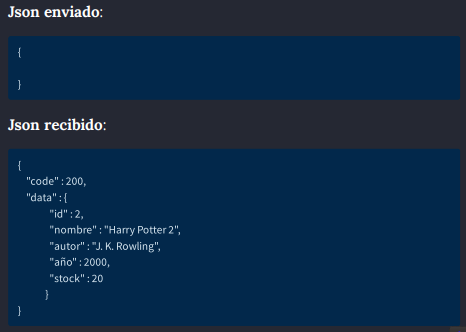 Json enviado:
{
}
Json recibido:
{
"code" : 200,
"data" : {
"id" : 2,
"nombre" : "Harry Potter 2",
"autor" : "J. K. Rowling",
"año" : 2000,
"stock" : 20
}
}